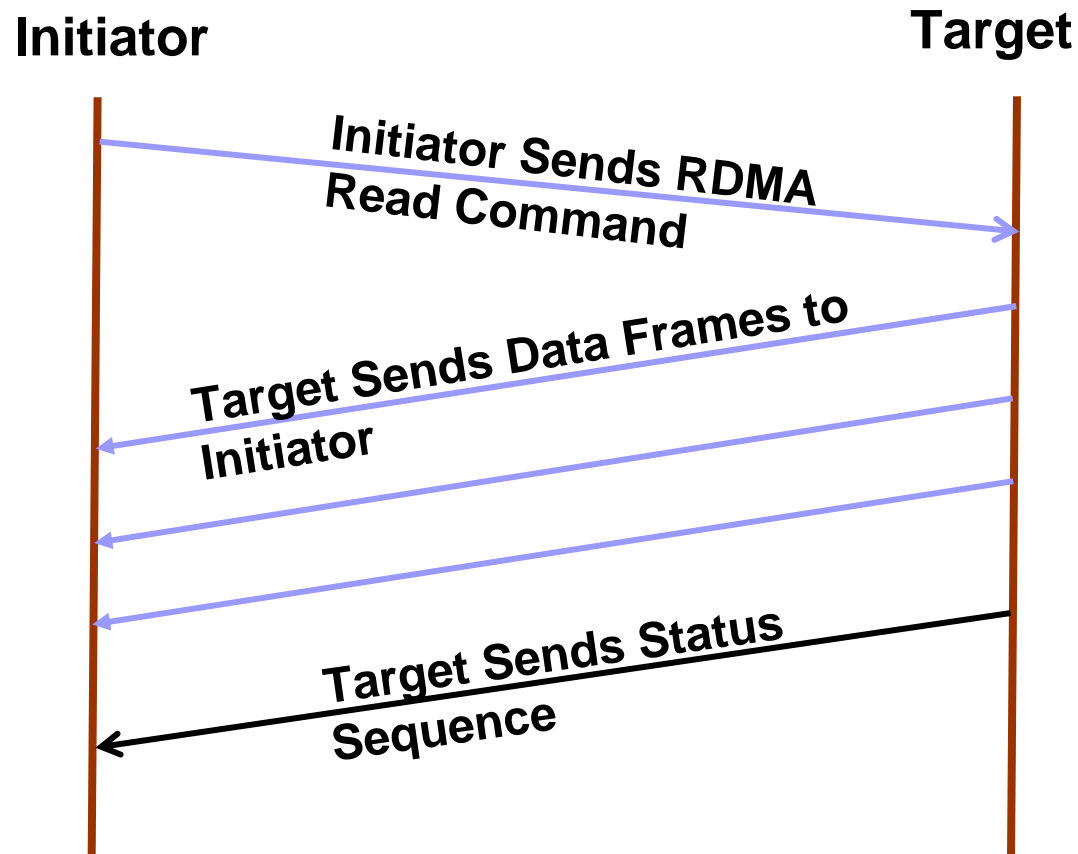 Initiator
Target
Initiator Sends RDMA
Read Command
Target Sends Data Frames to
Initiator
Target Sends Status
Sequence